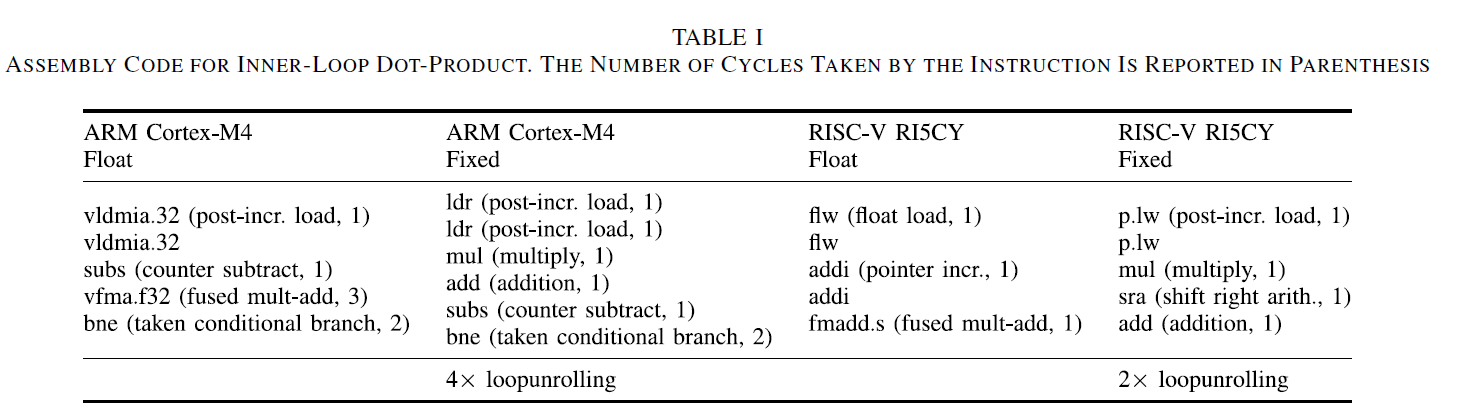 TABLE I
ASSEMBLY CODE FOR INNER-LOOP DOT-PRODUCT. THE NUMBER OF CYCLES TAKEN BY THE INSTRUCTION IS REPORTED IN PARENTHESIS
ARM Cortex-M4 ARM Cortex-M4 RISC-V RI5CY RISC-V RI5CY
Float Fixed Float Fixed
vldmia.32 (post-incr. load, 1)
vldmia.32
subs (counter subtract, 1)
vfma.f32 (fused mult-add, 3)
bne (taken conditional branch, 2)
ldr (post-incr. load, 1)
ldr (post-incr. load, 1)
mul (multiply, 1)
add (addition, 1)
subs (counter subtract, 1)
bne (taken conditional branch, 2)
flw (float load, 1)
flw
addi (pointer incr., 1)
addi
fmadd.s (fused mult-add, 1)
p.lw (post-incr. load, 1)
p.lw
mul (multiply, 1)
sra (shift right arith., 1)
add (addition, 1)
4× loopunrolling 2× loopunrolling